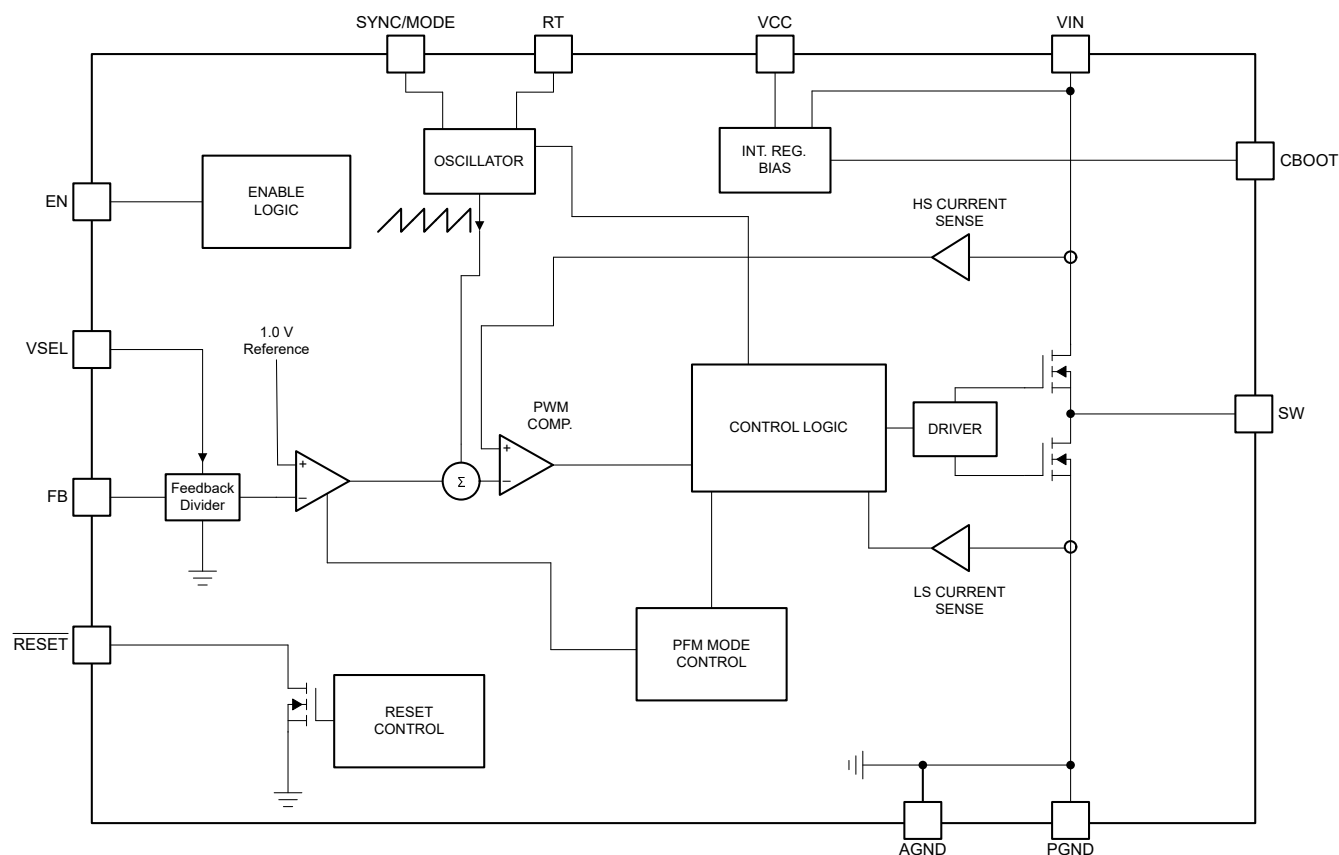 SYNC/MODE
RT
VCC
VIN
OSCILLATOR
INT. REG.
BIAS
CBOOT
EN
ENABLE
LOGIC
HS CURRENT
SENSE
VSEL
1.0 V
Reference
+
−
PWM
COMP.
+
−
Σ
CONTROL LOGIC
DRIVER
SW
FB
Feedback
Divider
LS CURRENT
SENSE
RESET
PFM MODE
CONTROL
RESET
CONTROL
AGND
PGND